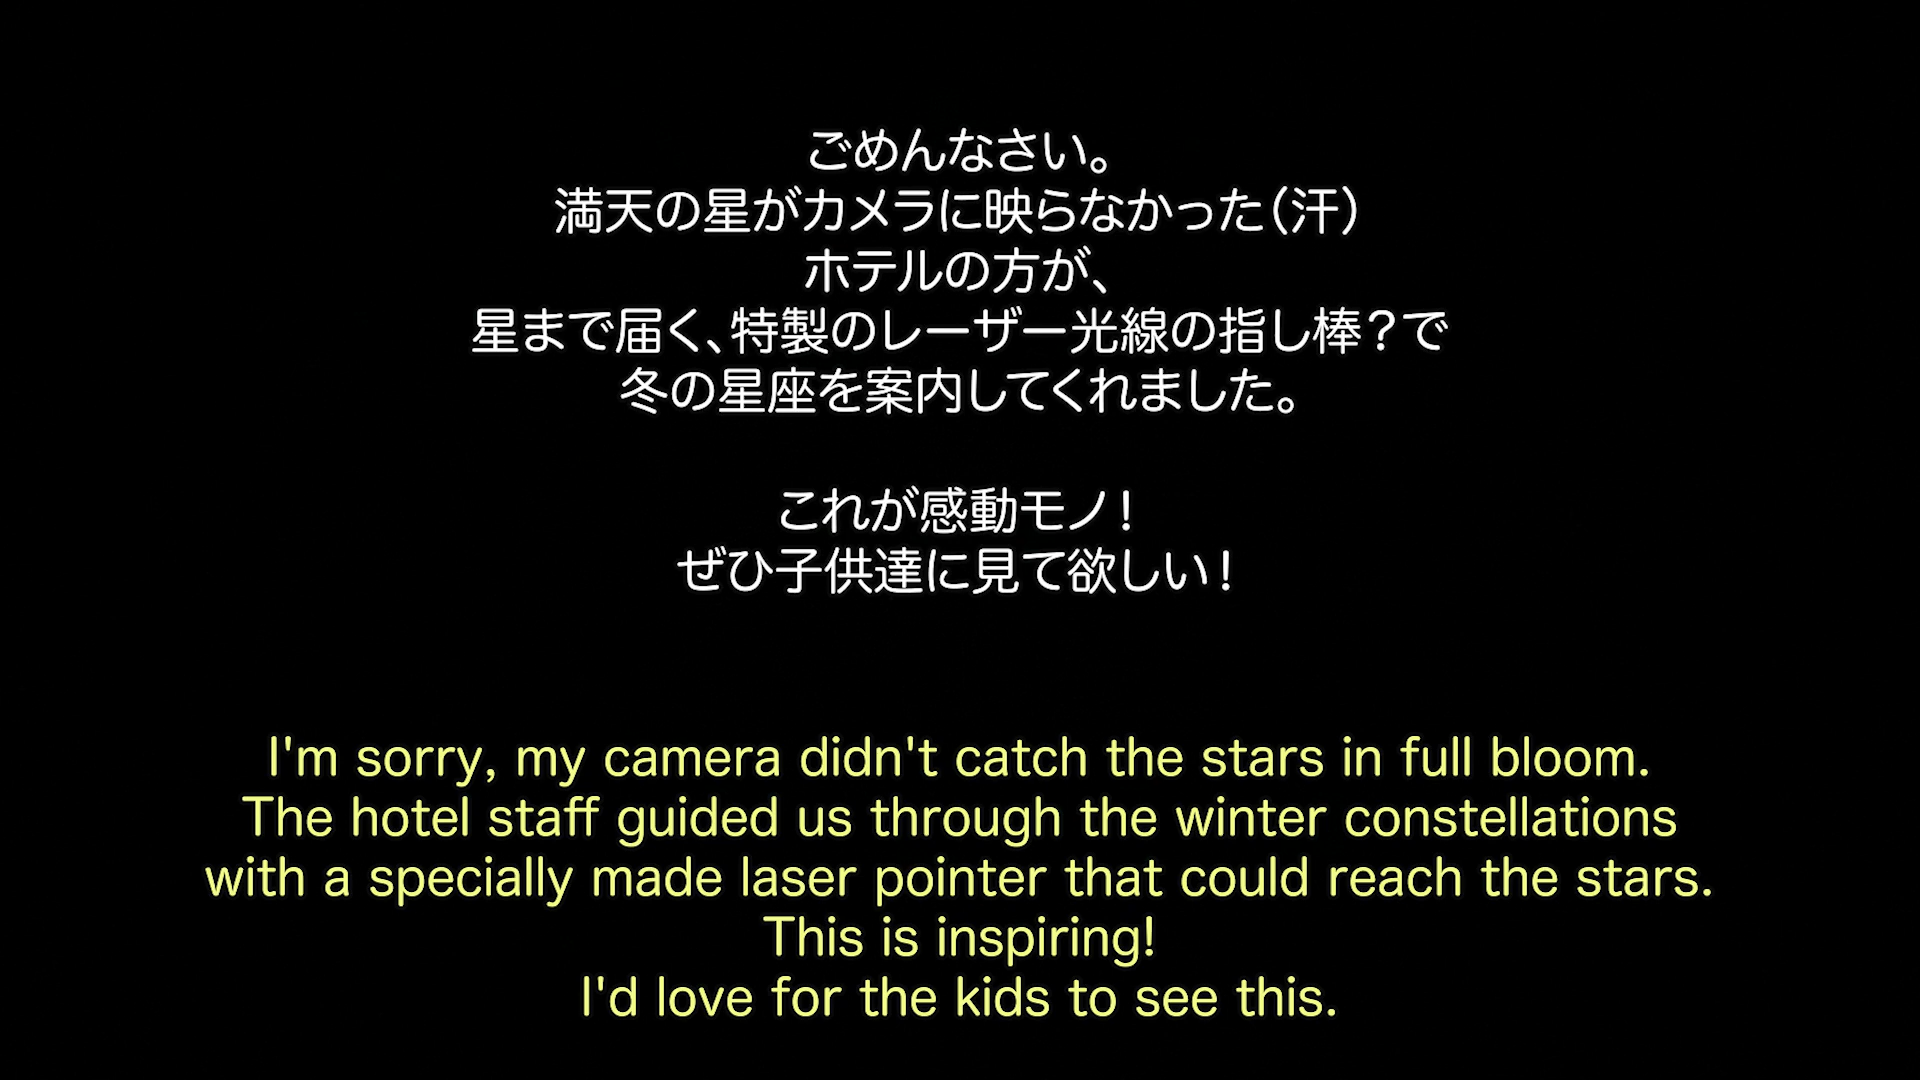 ごめんなさい。
満天の星がカメラに映らなかった（汗）
ホテルの方が、
星まで届く、特製のレーザー光線の指し棒？で
冬の星座を案内してくれました。
これが感動モノ！
ぜひ子供達に見て欲しい！
I'm sorry, my camera didn't catch the stars in full bloom.
The hotel staff guided us through the winter constellations
with a specially made laser pointer that could reach the stars.
This is inspiring!
I'd love for the kids to see this.